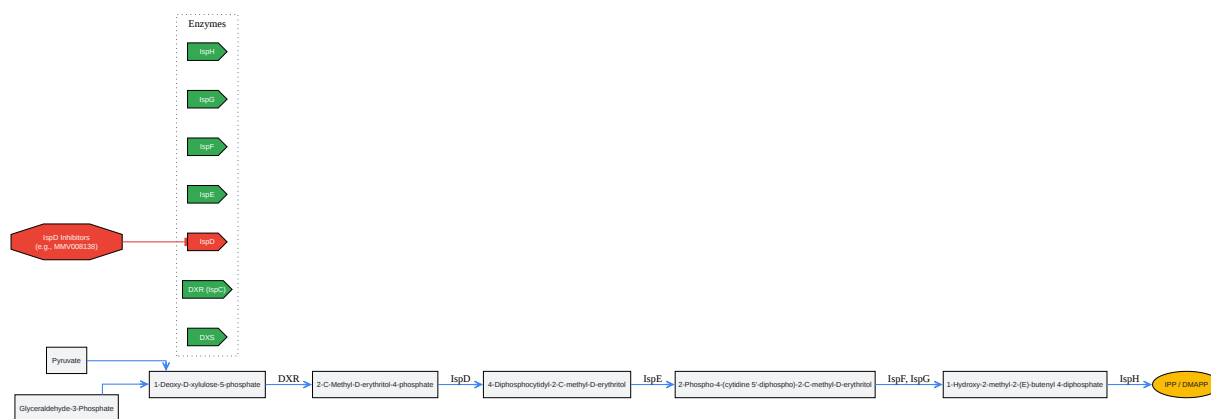 Enzymes
IspH
IspG
IspF
IspE
IspD Inhibitors
(e.g., MMV008138)
IspD
DXR (IspC)
DXS
Pyruvate
Glyceraldehyde-3-Phosphate
1-Deoxy-D-xylulose-5-phosphate
DXR
2-C-Methyl-D-erythritol-4-phosphate
IspD
4-Diphosphocytidyl-2-C-methyl-D-erythritol
IspE
2-Phospho-4-(cytidine 5'-diphospho)-2-C-methyl-D-erythritol
IspF, IspG
1-Hydroxy-2-methyl-2-(E)-butenyl 4-diphosphate
IspH
IPP / DMAPP